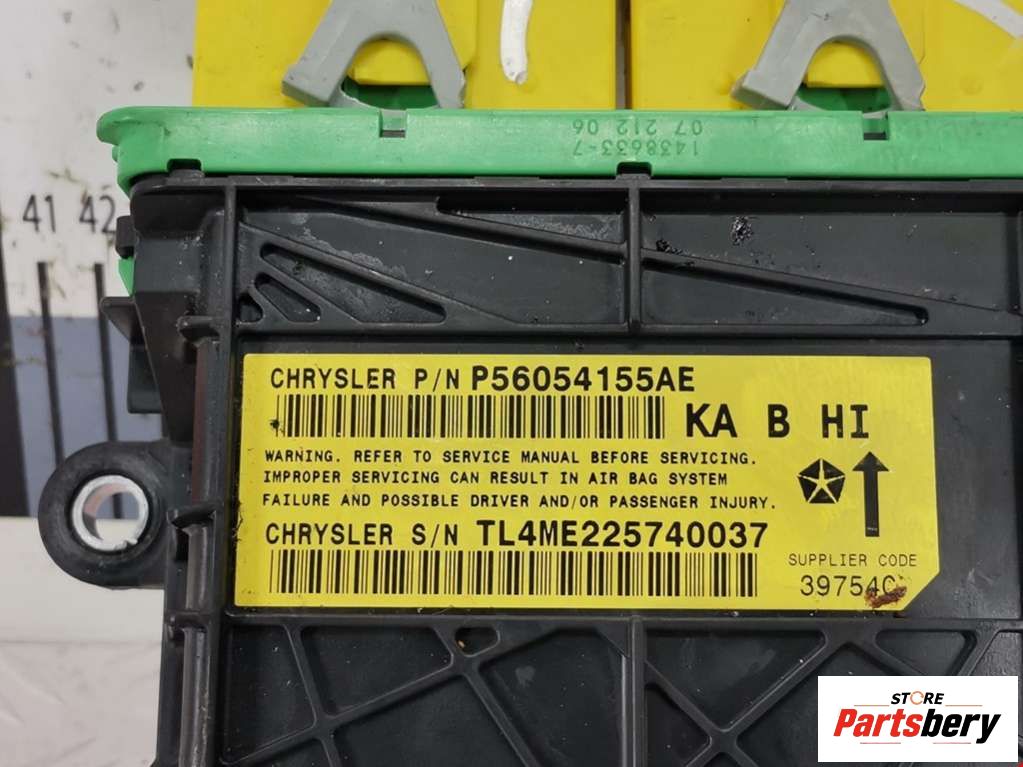 1438633-7
07 212 06
41 42
CHRYSLER P/N P56054155AE
KA B HI
WARNING. REFER TO SERVICE MANUAL BEFORE SERVICING.
IMPROPER SERVICING CAN RESULT IN AIR BAG SYSTEM
FAILURE AND POSSIBLE DRIVER AND/OR PASSENGER INJURY.
CHRYSLER S/N TL4ME225740037
SUPPLIER CODE
39754C
STORE
Partsbery